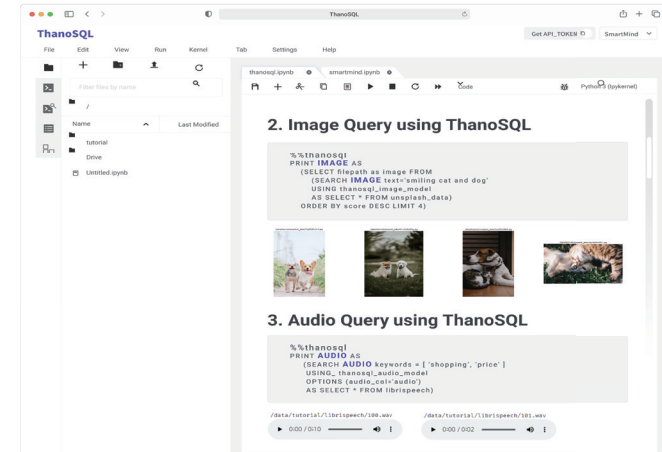 ThanoSQL
ThanoSQL
Get API_TOKEN
SmartMind
File Edit View Run Kernel Tab Settings Help
Filter files by name
/
Name Last Modified
tutorial
Drive
Untitled.ipynb
thanosql.ipynb smartmind.ipynb
Code
Python 3 (Ipykernel)
2. Image Query using ThanoSQL
%%thanosql
PRINT IMAGE AS
(SELECT filepath as image FROM
(SEARCH IMAGE text='smiling cat and dog'
USING thanosql_image_model
AS SELECT * FROM unsplash_data)
ORDER BY score DESC LIMIT 4)
3. Audio Query using ThanoSQL
%%thanosql
PRINT AUDIO AS
(SEARCH AUDIO keywords = [ 'shopping', 'price' ]
USING_ thanosql_audio_model
OPTIONS (audio_col='audio')
AS SELECT * FROM librispeech)
/data/tutorial/librispeech/100.wav /data/tutorial/librispeech/101.wav
0:00 / 0:10 0:00 / 0:02